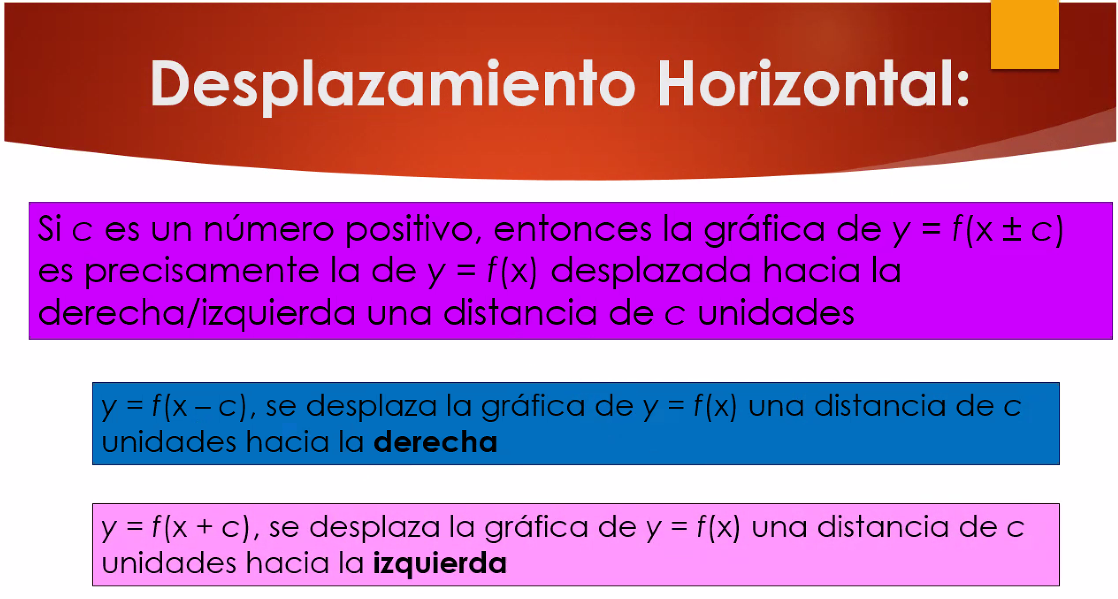 Desplazamiento Horizontal:
Si c es un número positivo, entonces la gráfica de y = f(x ± c)
es precisamente la de y = f(x) desplazada hacia la
derecha/izquierda una distancia de c unidades
y = f(x – c), se desplaza la gráfica de y = f(x) una distancia de c
unidades hacia la derecha
y = f(x + c), se desplaza la gráfica de y = f(x) una distancia de c
unidades hacia la izquierda